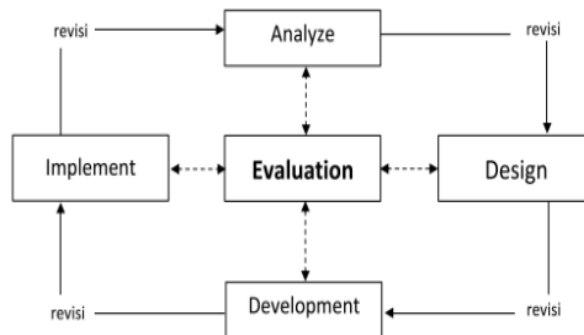 revisi
Analyze
revisi
Implement
Evaluation
Design
revisi
Development
revisi